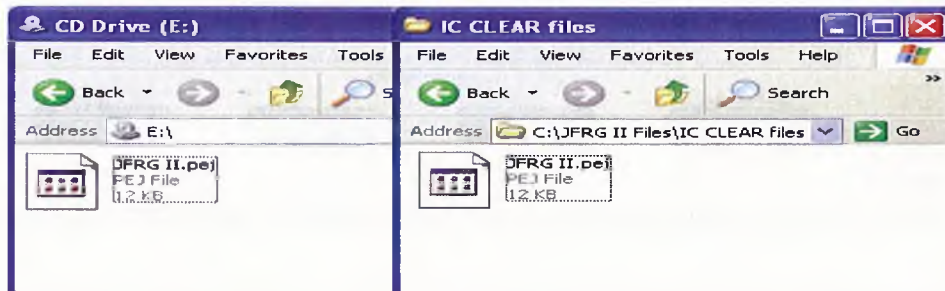 CD Drive (E:)
File Edit View Favorites Tools
Back S
Address E:\
JFRG II.pej
PEJ File
12 KB
IC CLEAR files
File Edit View Favorites Tools Help
Back Search »
Address C:\JFRG II Files\IC CLEAR files Go
JFRG II.pej
PEJ File
12 KB